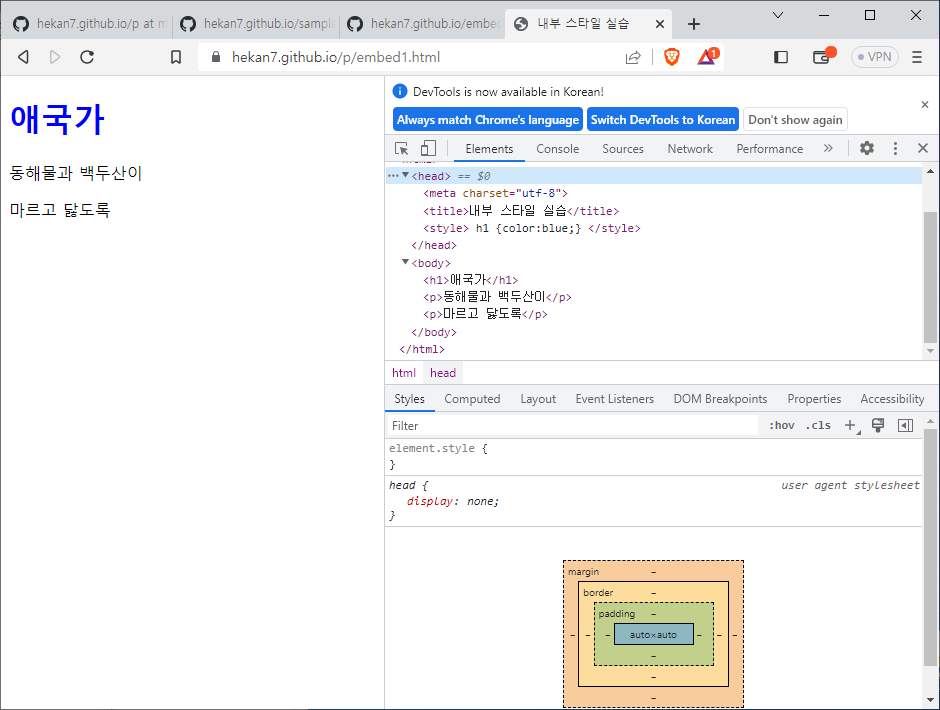 hekan7.github.io/p at m
hekan7.github.io/sample
hekan7.github.io/embed
내부 스타일 실습
hekan7.github.io/p/embed1.html
1
VPN
애국가
동해물과 백두산이
마르고 닳도록
DevTools is now available in Korean!
Always match Chrome's language
Switch DevTools to Korean
Don't show again
Elements Console Sources Network Performance »
<head> == $0
<meta charset="utf-8">
<title>내부 스타일 실습</title>
<style> h1 {color:blue;} </style>
</head>
<body>
<h1>애국가</h1>
<p>동해물과 백두산이</p>
<p>마르고 닳도록</p>
</body>
</html>
html head
Styles Computed Layout Event Listeners DOM Breakpoints Properties Accessibility
Filter :hov .cls +
element.style {
}
head { user agent stylesheet
display: none;
}
margin –
border –
padding –
– – – auto×auto – – –
–
–
–